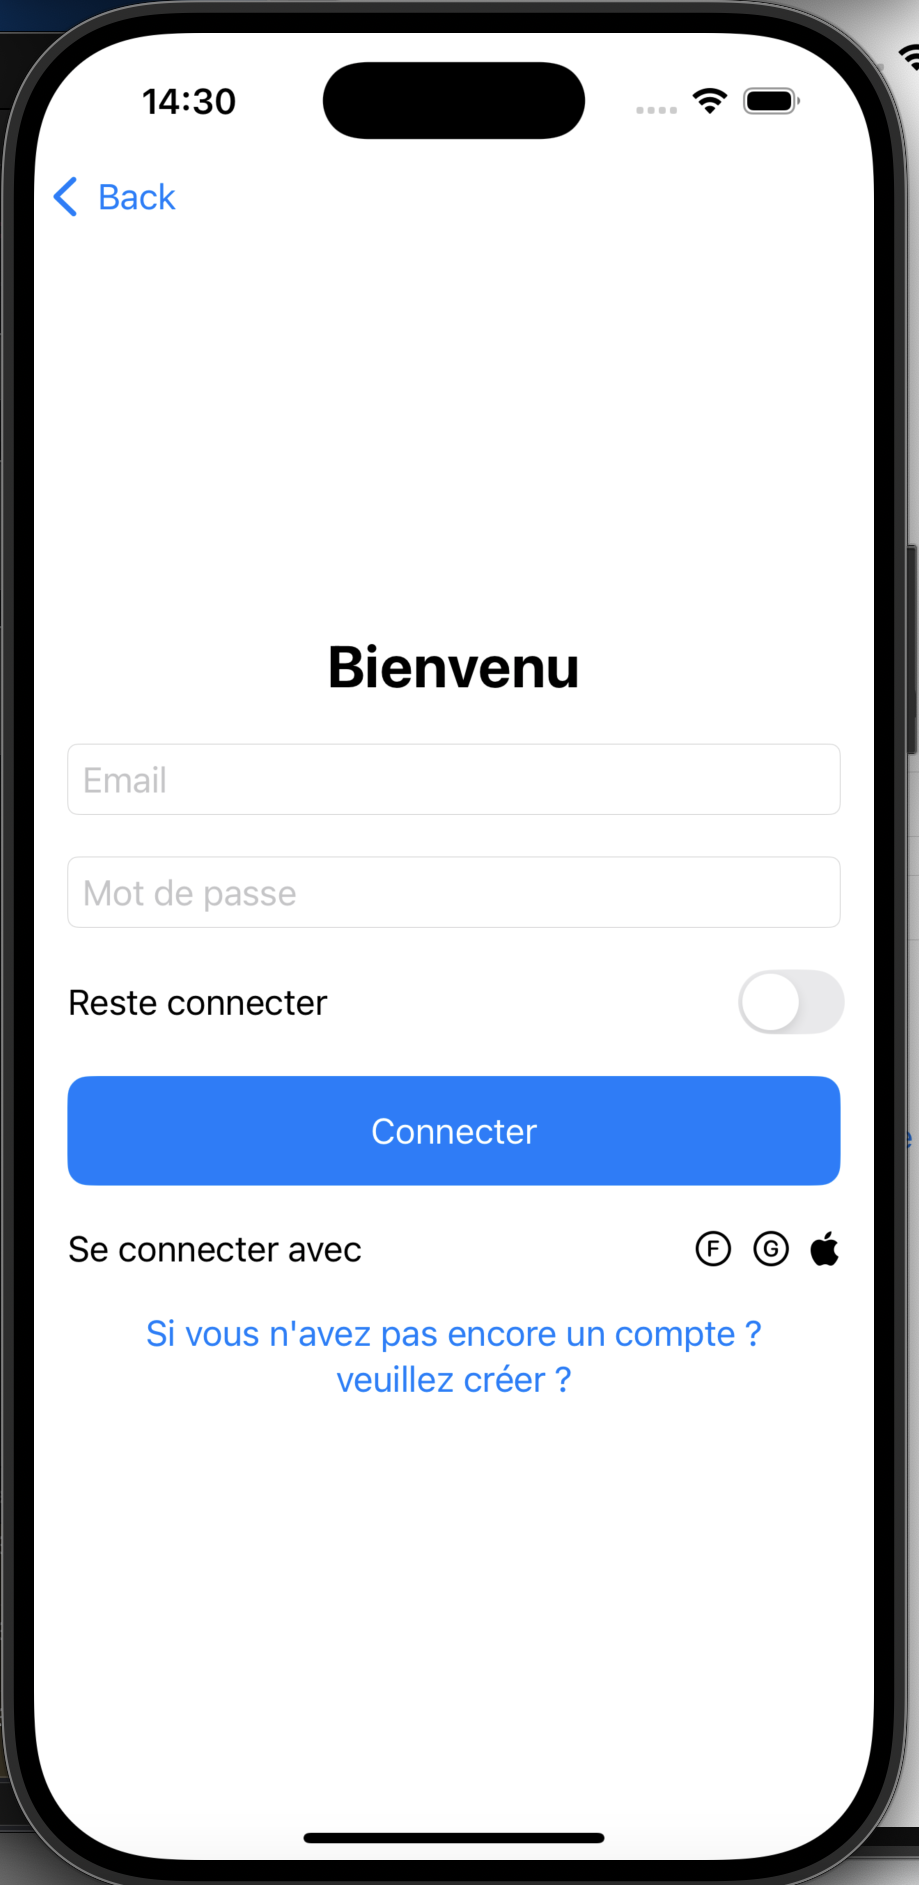 14:30
Back
Bienvenu
Email
Mot de passe
Reste connecter
Connecter
Se connecter avec F G
Si vous n'avez pas encore un compte ?
veuillez créer ?